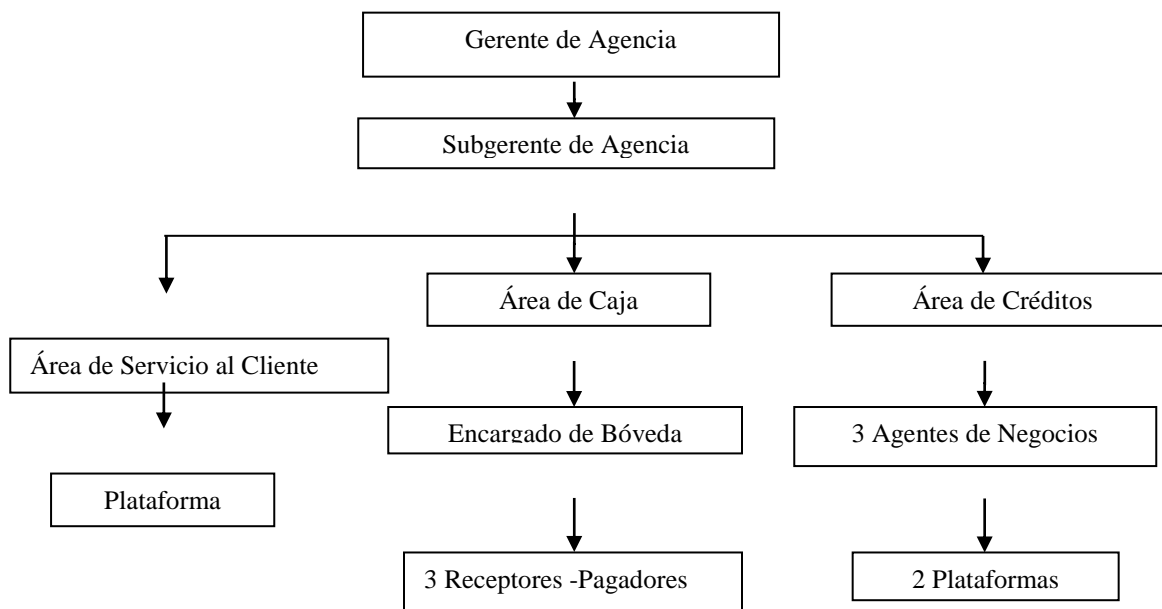 Gerente de Agencia
Subgerente de Agencia
Área de Caja
Área de Créditos
Área de Servicio al Cliente
Encargado de Bóveda
3 Agentes de Negocios
Plataforma
3 Receptores -Pagadores
2 Plataformas